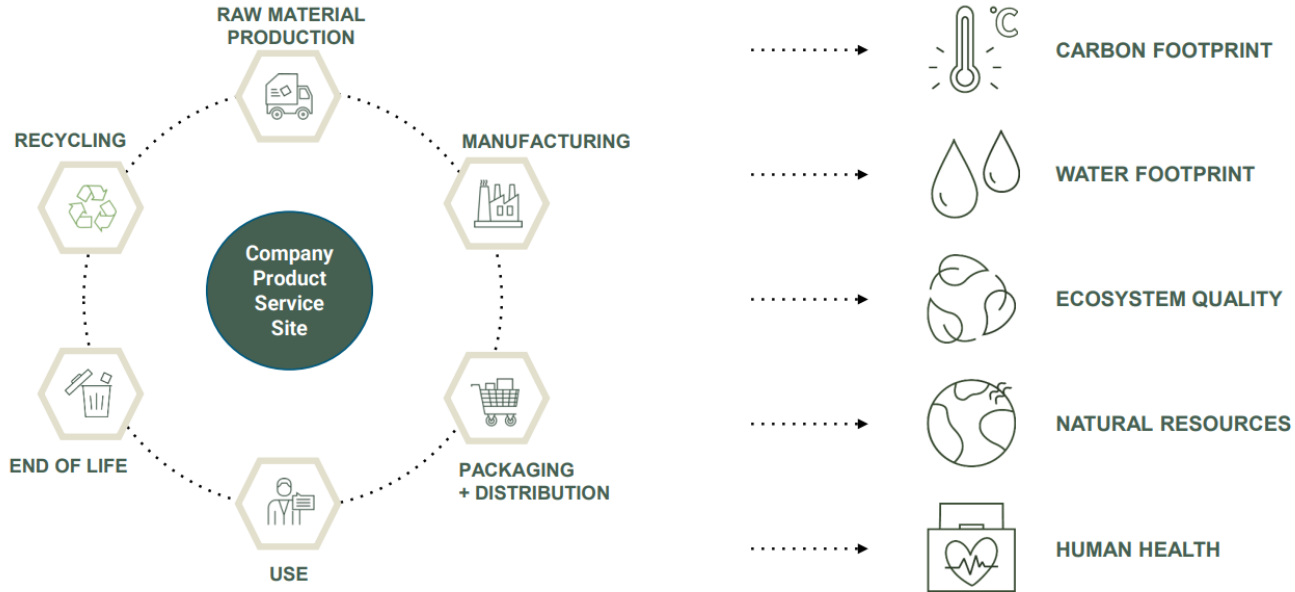 RAW MATERIAL
PRODUCTION
RECYCLING
MANUFACTURING
Company
Product
Service
Site
END OF LIFE
PACKAGING
+ DISTRIBUTION
USE
°C
CARBON FOOTPRINT
WATER FOOTPRINT
ECOSYSTEM QUALITY
NATURAL RESOURCES
HUMAN HEALTH